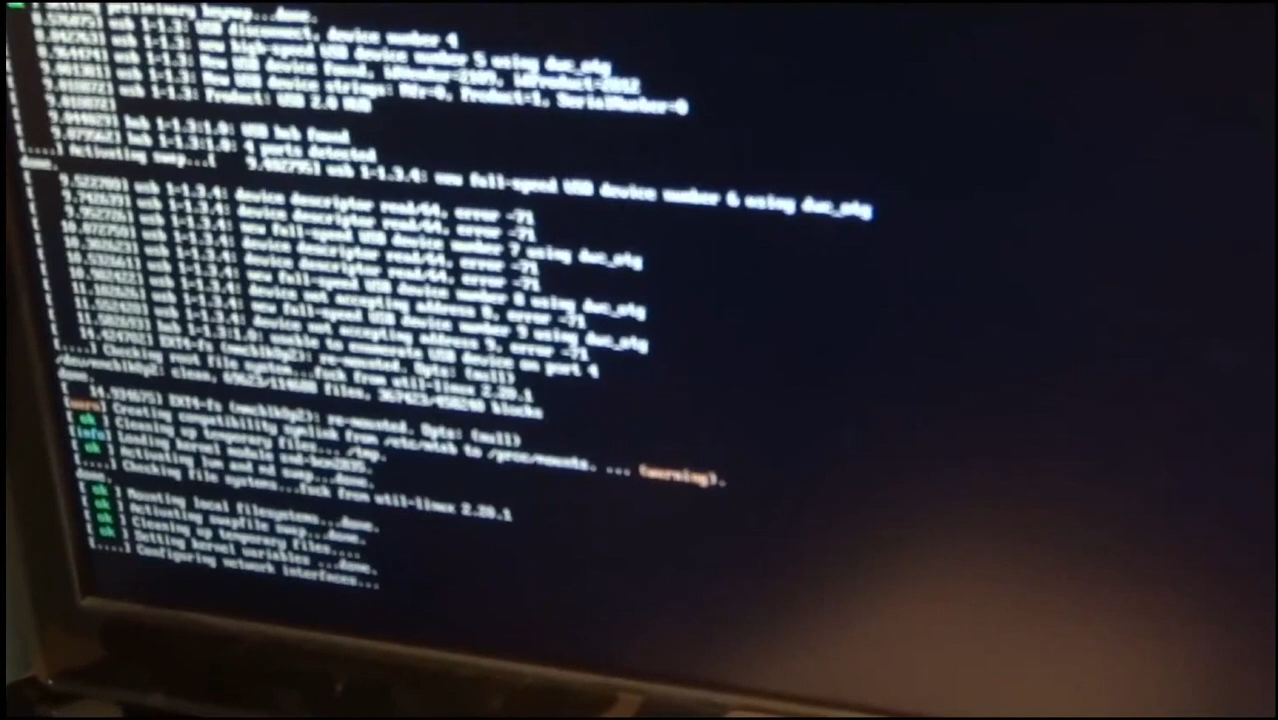 Setting preliminary keymap...done.
8.576075] usb 1-1.3: USB disconnect, device number 4
usb 1-1.3: new high-speed USB device number 5 using dwc_otg
usb 1-1.3: New USB device found, idVendor=2109, idProduct=2812
usb 1-1.3: New USB device strings: Mfr=0, Product=1, SerialNumber=0
usb 1-1.3: Product: USB 2.0 HUB
hub 1-1.3:1.0: USB hub found
hub 1-1.3:1.0: 4 ports detected
[....] Activating swap...[ 9.492795] usb 1-1.3.4: new full-speed USB device number 6 using dwc_otg
done.
[ usb 1-1.3.4: device descriptor read/64, error -71
[ usb 1-1.3.4: device descriptor read/64, error -71
[ usb 1-1.3.4: new full-speed USB device number 7 using dwc_otg
[ usb 1-1.3.4: device descriptor read/64, error -71
[ usb 1-1.3.4: device descriptor read/64, error -71
[ usb 1-1.3.4: new full-speed USB device number 8 using dwc_otg
[ usb 1-1.3.4: device not accepting address 8, error -71
[ usb 1-1.3.4: new full-speed USB device number 9 using dwc_otg
[ usb 1-1.3.4: device not accepting address 9, error -71
[ hub 1-1.3:1.0: unable to enumerate USB device on port 4
[ EXT4-fs (mmcblk0p2): re-mounted. Opts: (null)
[....] Checking root file system...fsck from util-linux 2.20.1
/dev/mmcblk0p2: clean, files, blocks
done.
[ EXT4-fs (mmcblk0p2): re-mounted. Opts: (null)
[warn] Creating compatibility symlink from /etc/mtab to /proc/mounts. ... (warning).
[ ok ] Cleaning up temporary files... /tmp.
[info] Loading kernel module snd-bcm2835.
[ ok ] Activating lvm and md swap...done.
[....] Checking file systems...fsck from util-linux 2.20.1
done.
[ ok ] Mounting local filesystems...done.
[ ok ] Activating swapfile swap...done.
[ ok ] Cleaning up temporary files....
[ ok ] Setting kernel variables ...done.
[....] Configuring network interfaces...